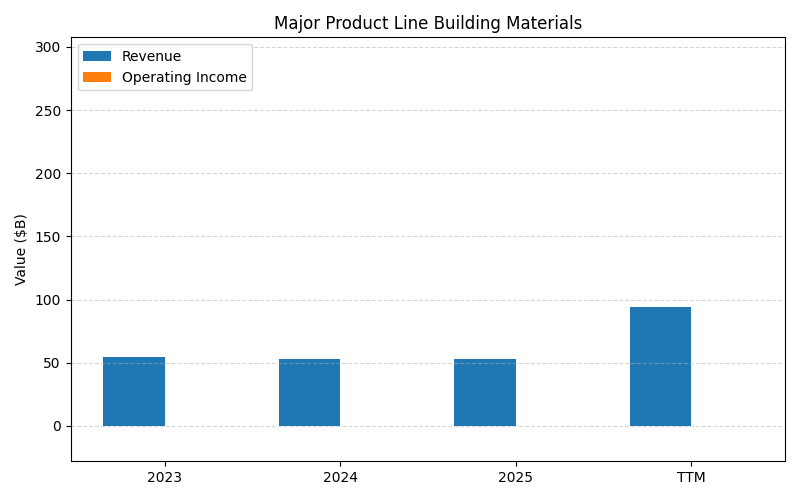 Major Product Line Building Materials
Revenue
Operating Income
Value ($B)
300
250
200
150
100
50
0
2023
2024
2025
TTM